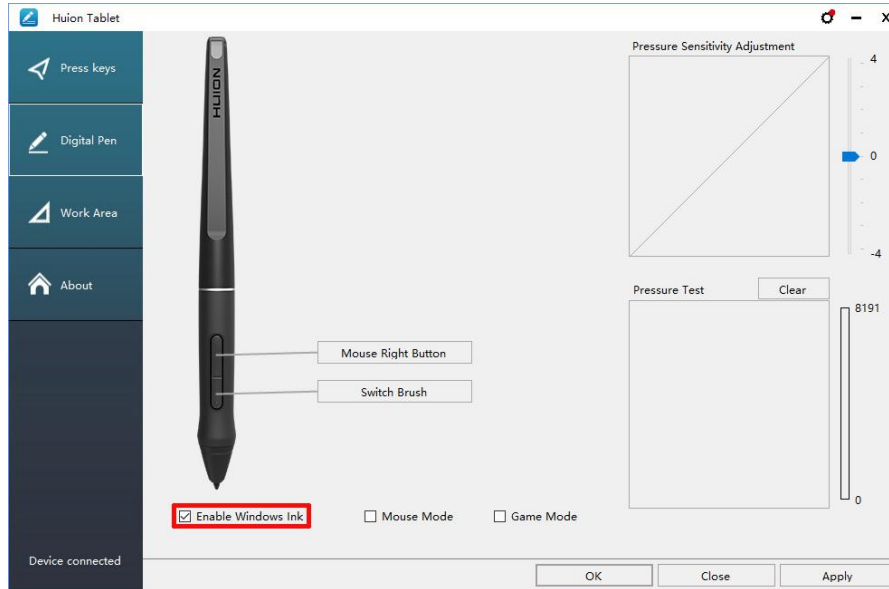 Huion Tablet
Press keys
Digital Pen
Work Area
About
Device connected
HUION
Mouse Right Button
Switch Brush
Enable Windows Ink
Mouse Mode
Game Mode
Pressure Sensitivity Adjustment
4
0
-4
Pressure Test
Clear
8191
0
OK
Close
Apply